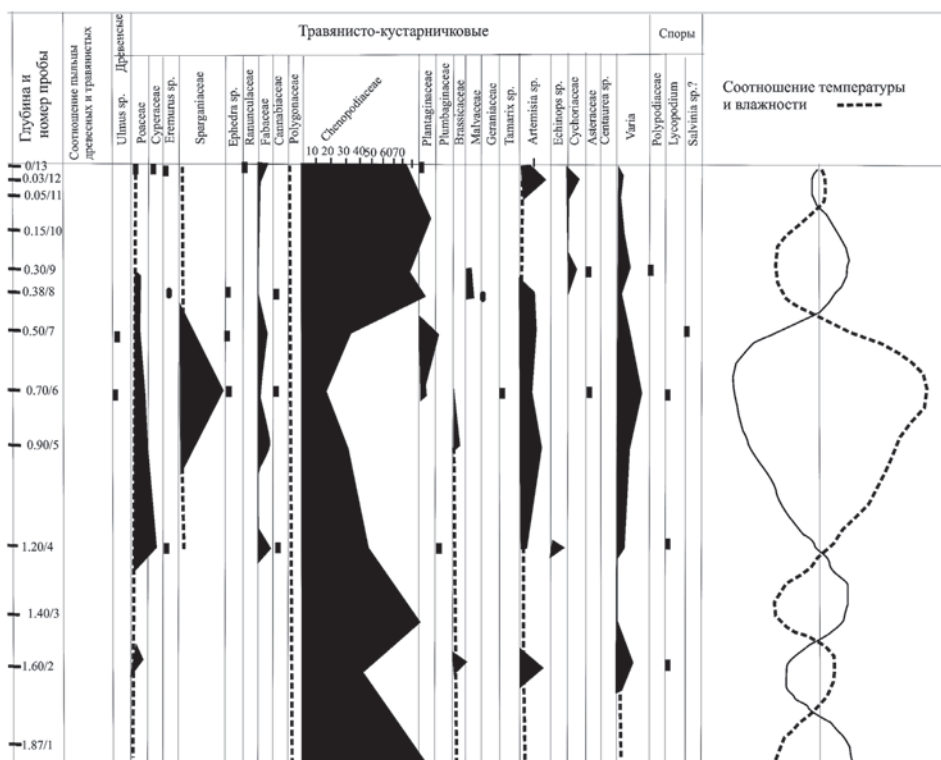 Глубина и
номер пробы
Соотношение пыльцы
древесных и травянистых
Древенсные
Травянисто-кустарничковые
Споры
Ulmus sp.
Poaceae
Cyperaceae
Eremurus sp.
Sparganiaceae
Ephedra sp.
Ranunculaceae
Fabaceae
Cannabiaceae
Polygonaceae
Chenopodinceae
Plantaginaceae
Plumbaginaceae
Brassicaceae
Malvaceae
Geraniaceae
Tamarix sp.
Artemisia sp.
Echinops sp.
Cychoriaceae
Asteraceae
Centaurea sp.
Varia
Polypodiaceae
Lycopodium
Salvinia sp.?
Соотношение температуры
и влажности
10 20 30 40 50 60 70
0/13
0.03/12
0.05/11
0.15/10
0.30/9
0.38/8
0.50/7
0.70/6
0.90/5
1.20/4
1.40/3
1.60/2
1.87/1